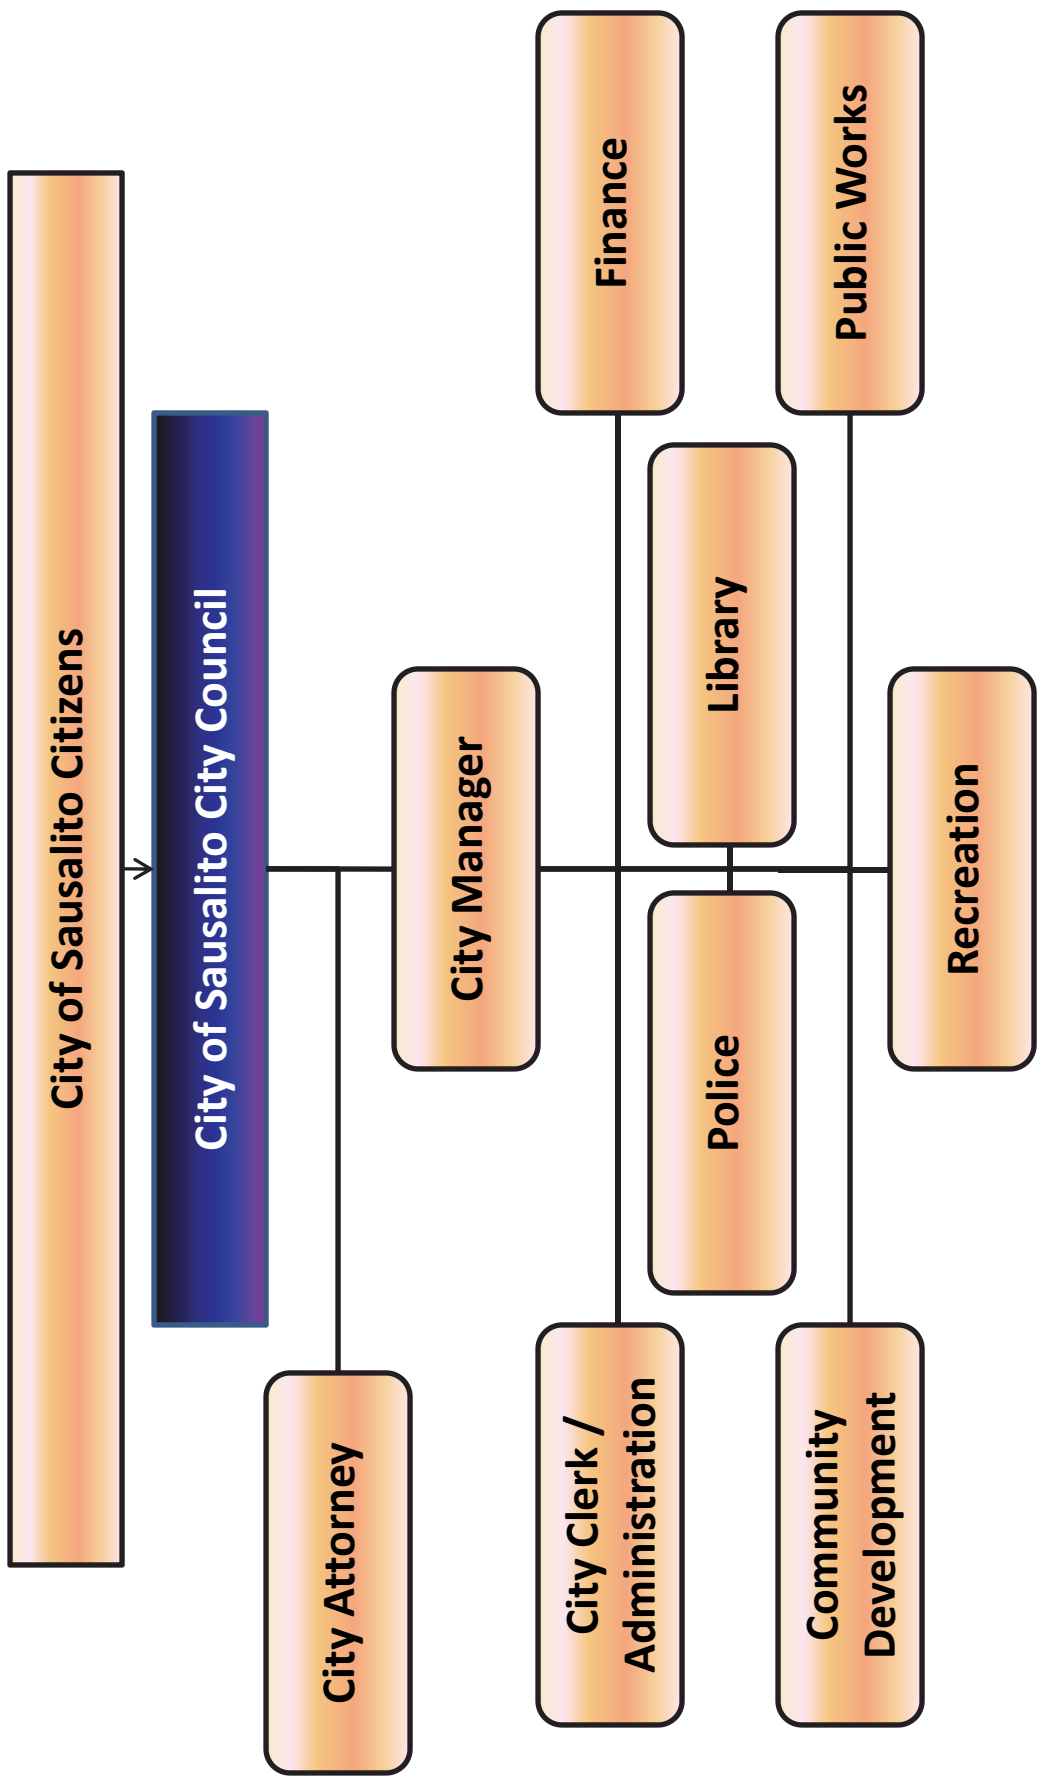 City of Sausalito Citizens
City of Sausalito City Council
City Attorney
City Manager
City Clerk /
Administration
Finance
Police
Library
Community
Development
Public Works
Recreation